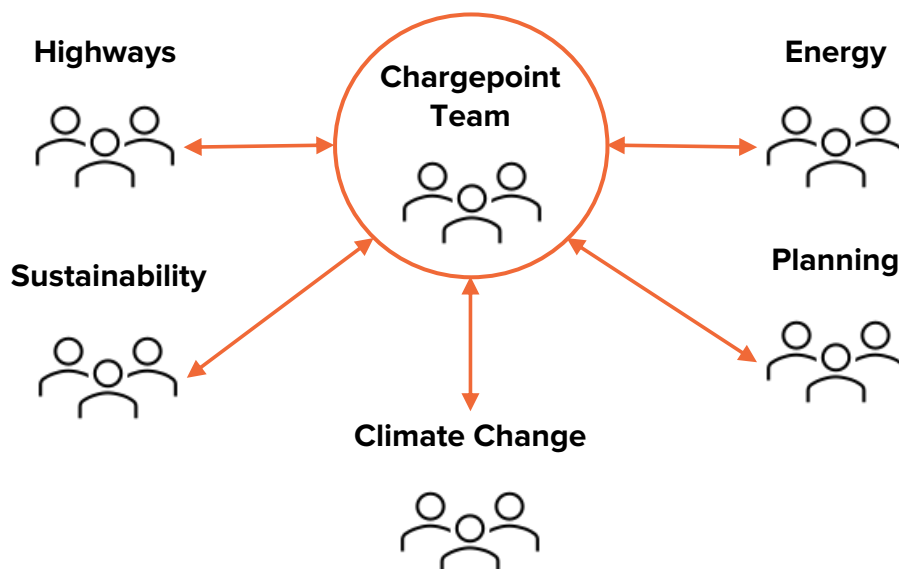 Highways
Chargepoint
Team
Energy
Sustainability
Planning
Climate Change